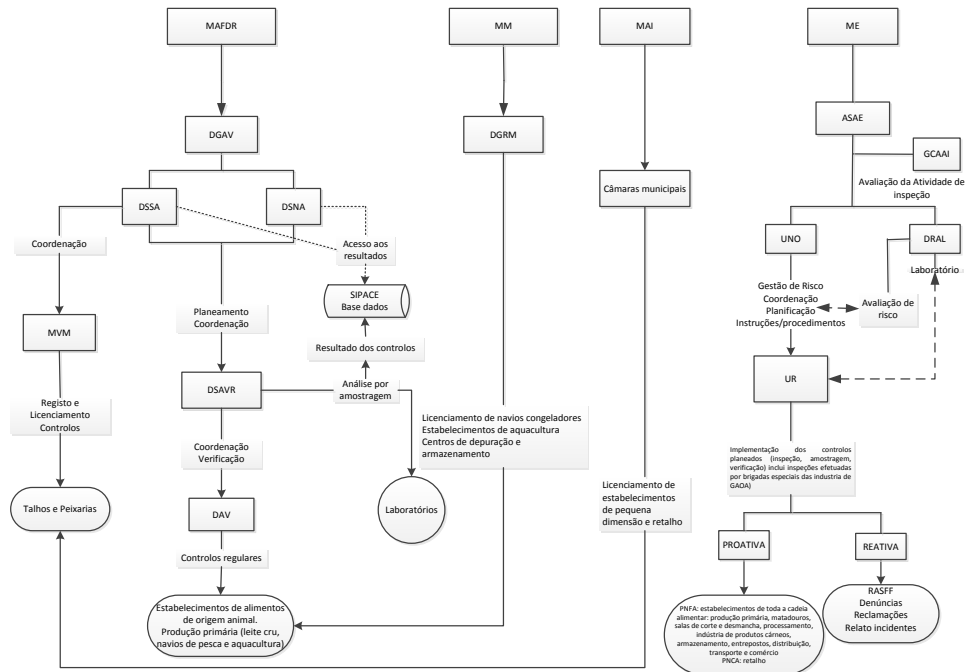 MAFDR
MM
MAI
ME
DGAV
DGRM
ASAE
GCAAI
Câmaras municipais
Avaliação da Atividade de
inspeção
DSSA
DSNA
Coordenação
Acesso aos
resultados
UNO
DRAL
Laboratório
SIPACE
Base dados
Gestão de Risco
Coordenação
Planificação
Instruções/procedimentos
Avaliação de
risco
Planeamento
Coordenação
MVM
Resultado dos controlos
DSAVR
Análise por
amostragem
UR
Registo e
Licenciamento
Controlos
Licenciamento de navios congeladores
Estabelecimentos de aquacultura
Centros de depuração e
armazenamento
Coordenação
Verificação
Implementação dos controlos
planeados (inspeção, amostragem,
verificação) inclui inspeções efetuadas
por brigadas especiais das industria de
GAOA)
Talhos e Peixarias
DAV
Laboratórios
Licenciamento de
estabelecimentos
de pequena
dimensão e retalho
PROATIVA
REATIVA
Controlos regulares
Estabelecimentos de alimentos
de origem animal.
Produção primária (leite cru,
navios de pesca e aquacultura)
PNFA: estabelecimentos de toda a cadeia
alimentar: produção primária, matadouros,
salas de corte e desmancha, processamento,
indústria de produtos cárneos,
armazenamento, entrepostos, distribuição,
transporte e comércio
PNCA: retalho
RASFF
Denúncias
Reclamações
Relato incidentes